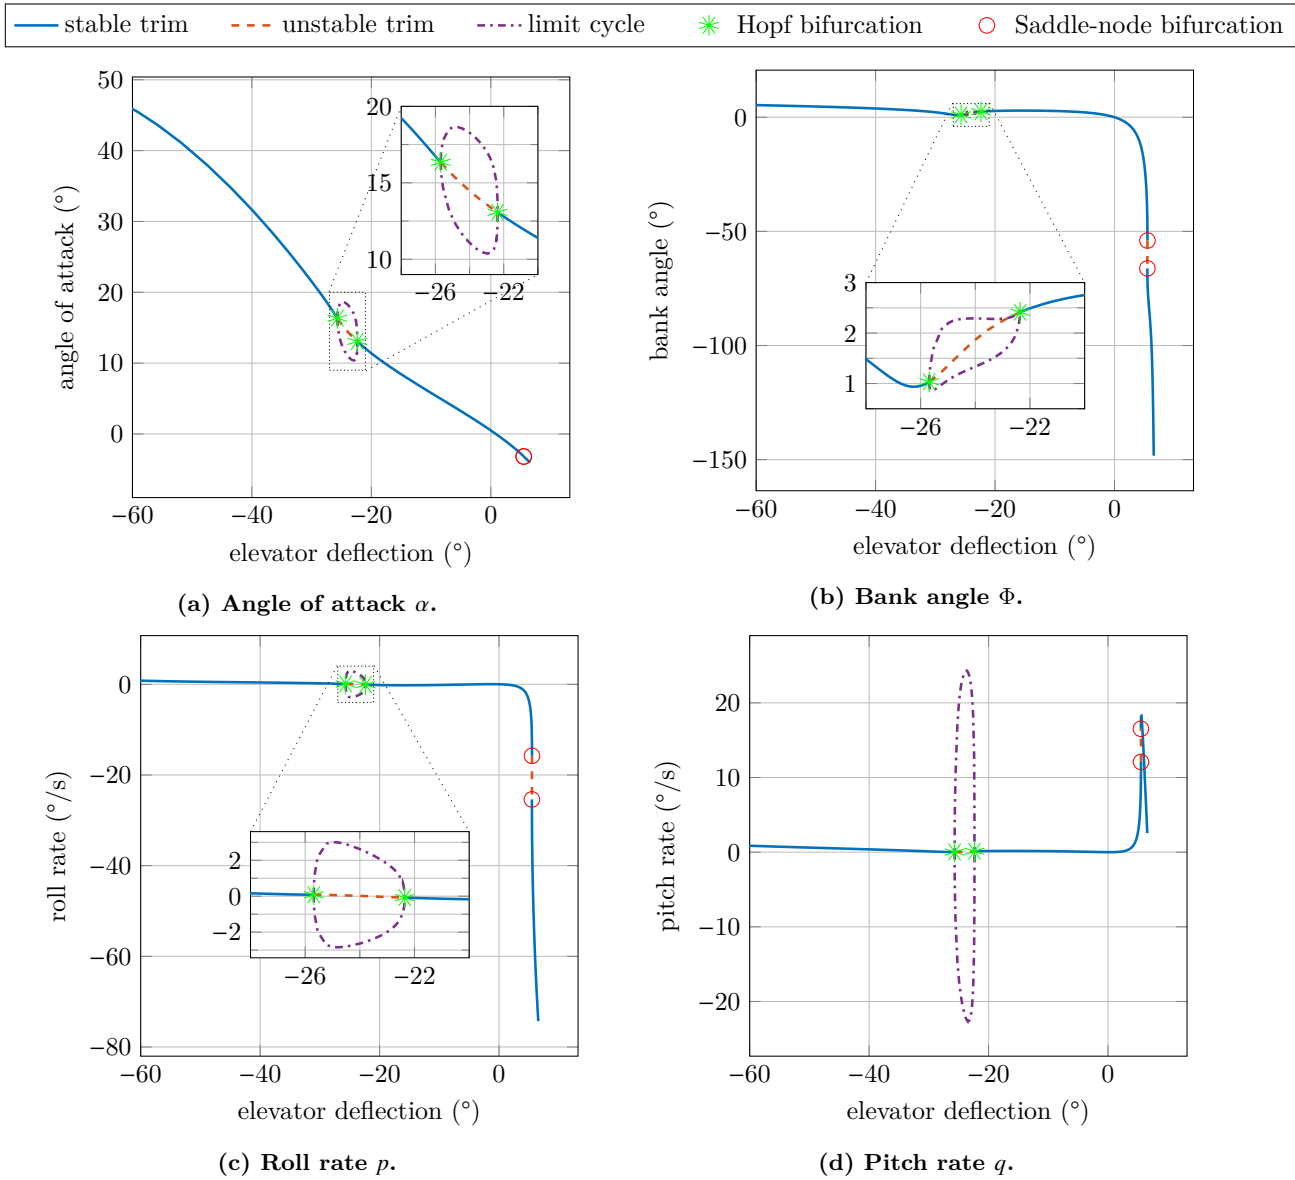 stable trim unstable trim limit cycle Hopf bifurcation Saddle-node bifurcation
50
40
30
20
10
0
−60 −40 −20 0
angle of attack (°)
elevator deflection (°)
20
15
10
−26 −22
(a) Angle of attack α.
0
−50
−100
−150
−60 −40 −20 0
bank angle (°)
elevator deflection (°)
3
2
1
−26 −22
(b) Bank angle Φ.
0
−20
−40
−60
−80
−60 −40 −20 0
roll rate (°/s)
elevator deflection (°)
2
0
−2
−26 −22
(c) Roll rate p.
20
10
0
−10
−20
−60 −40 −20 0
pitch rate (°/s)
elevator deflection (°)
(d) Pitch rate q.